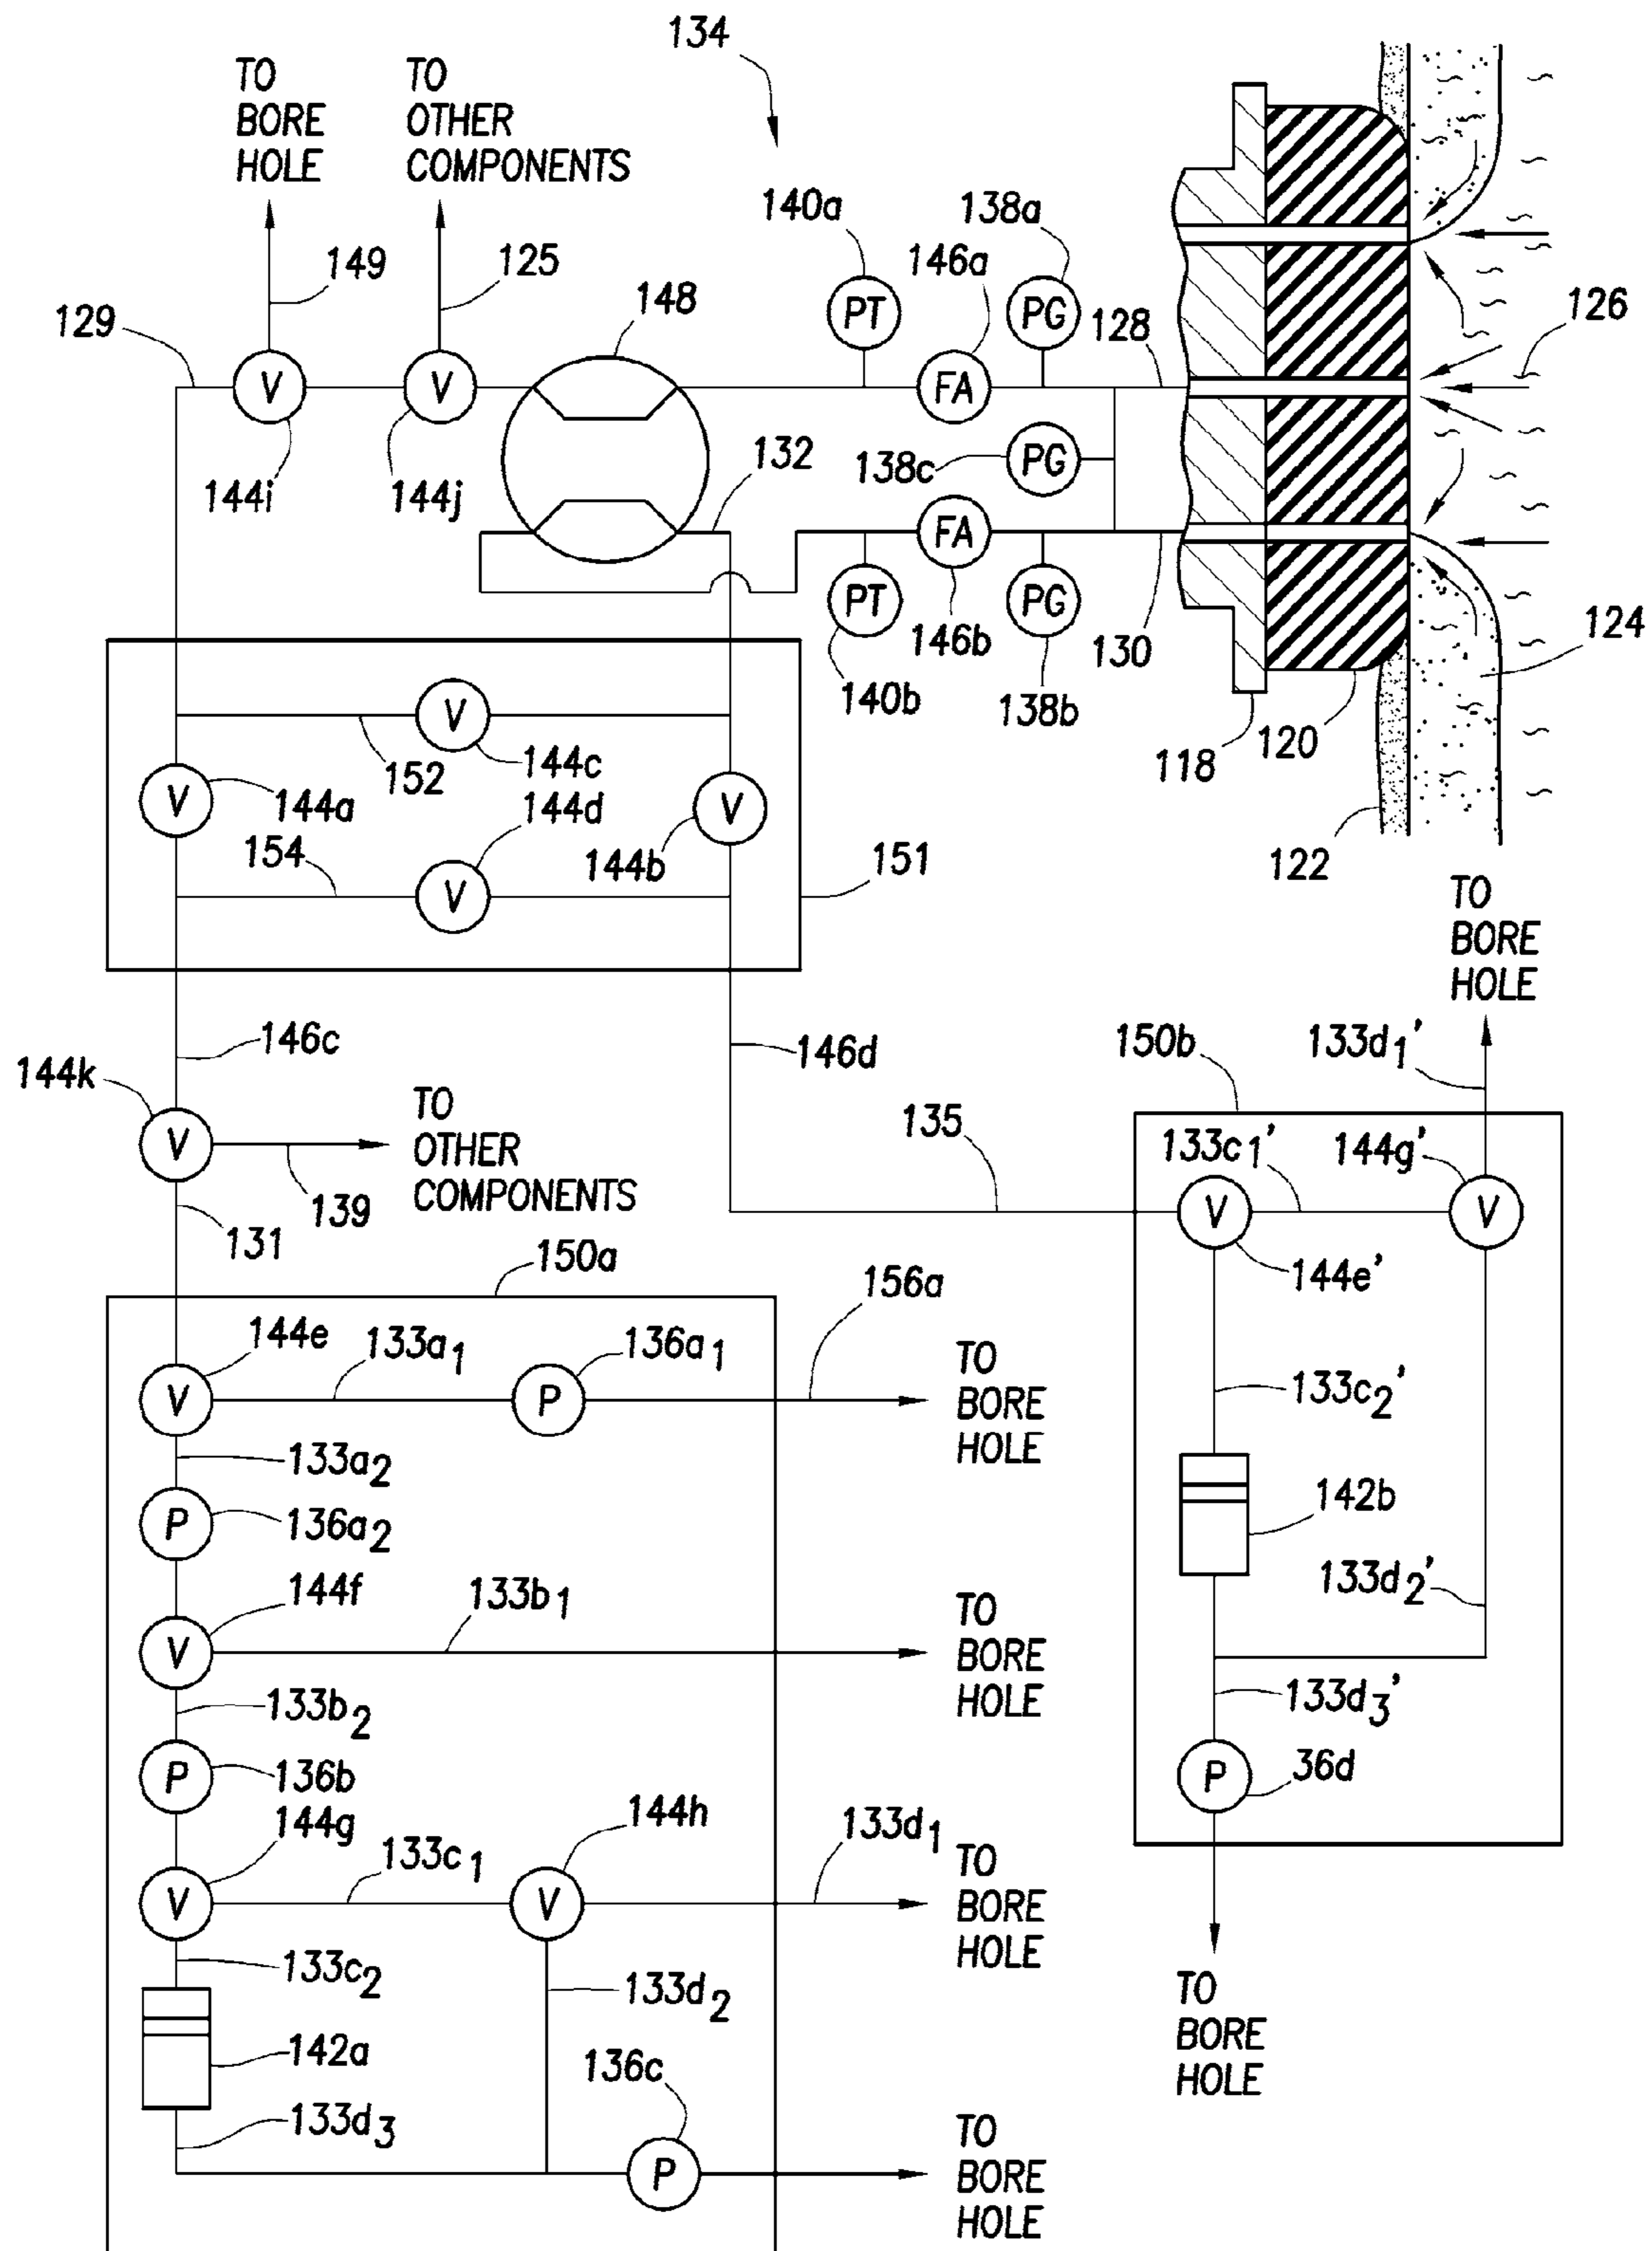 134
TO
BORE
HOLE
TO
OTHER
COMPONENTS
140a
138a
149
125
148
146a
129
PT
PG
128
126
V
V
FA
144i
144j
132
138c
PG
FA
PT
PG
146b
130
124
140b
138b
118
120
122
V
152
144c
V
144a
144d
V
154
144b
V
151
TO
BORE
HOLE
146c
146d
150b
133d1'
144k
V
TO
OTHER
COMPONENTS
139
131
135
133c1'
144g'
V
V
144e'
150a
156a
144e
133a1
136a1
V
P
TO
BORE
HOLE
133a2
133c2'
P
136a2
142b
144f
133b1
133d2'
V
TO
BORE
HOLE
133b2
133d3'
P
136b
P
36d
144g
144h
133c1
133d1
V
V
TO
BORE
HOLE
133c2
133d2
142a
136c
133d3
P
TO
BORE
HOLE
TO
BORE
HOLE